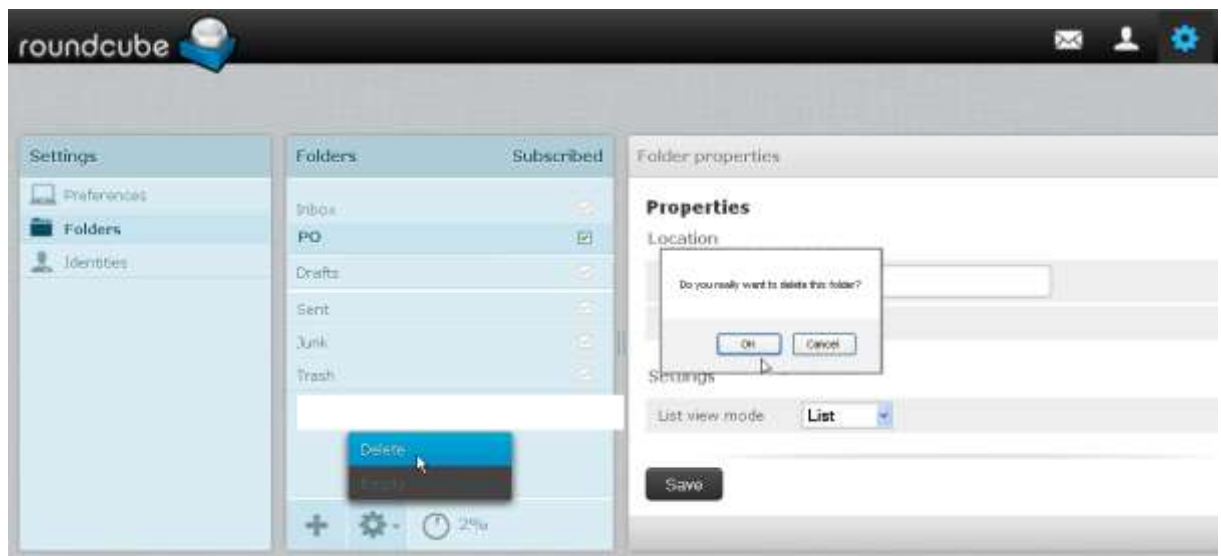 roundcube
Settings
Preferences
Folders
Identities
Folders Subscribed
Inbox
PO
Drafts
Sent
Junk
Trash
Delete
Empty
2%
Folder properties
Properties
Location
Do you really want to delete this folder?
OK Cancel
Settings
List view mode List
Save